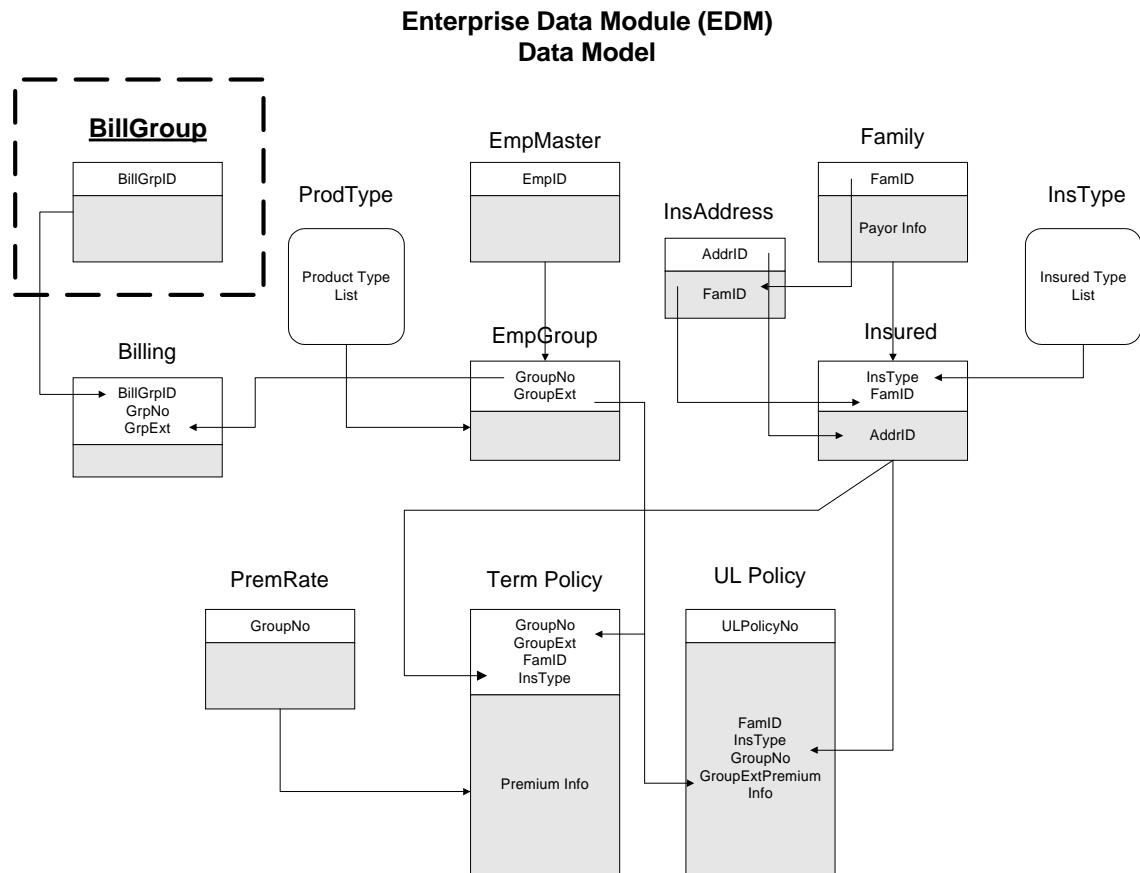 Enterprise Data Module (EDM)
Data Model
BillGroup
BillGrpID
EmpMaster
EmpID
Family
FamID
Payor Info
ProdType
Product Type
List
InsAddress
AddrID
FamID
InsType
Insured Type
List
Billing
BillGrpID
GrpNo
GrpExt
EmpGroup
GroupNo
GroupExt
Insured
InsType
FamID
AddrID
PremRate
GroupNo
Term Policy
GroupNo
GroupExt
FamID
InsType
Premium Info
UL Policy
ULPolicyNo
FamID
InsType
GroupNo
GroupExtPremium
Info